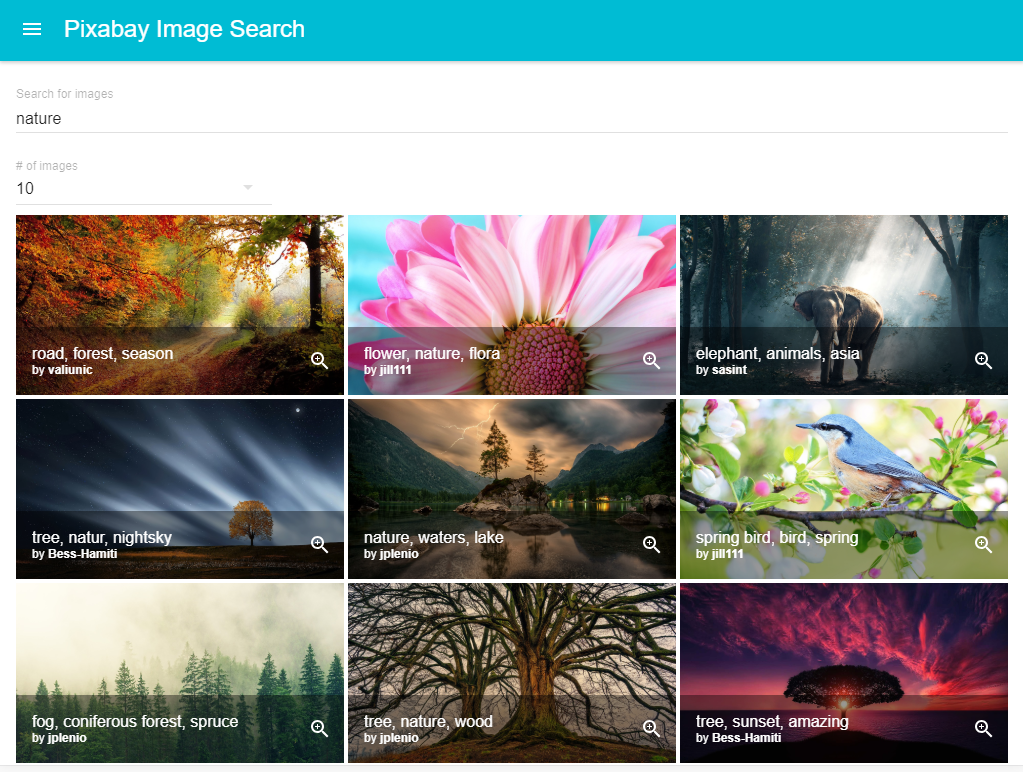 Pixabay Image Search
Search for images
nature
# of images
10
road, forest, season
by valiunic
flower, nature, flora
by jill111
elephant, animals, asia
by sasint
tree, natur, nightsky
by Bess-Hamiti
nature, waters, lake
by jplenio
spring bird, bird, spring
by jill111
fog, coniferous forest, spruce
by jplenio
tree, nature, wood
by jplenio
tree, sunset, amazing
by Bess-Hamiti